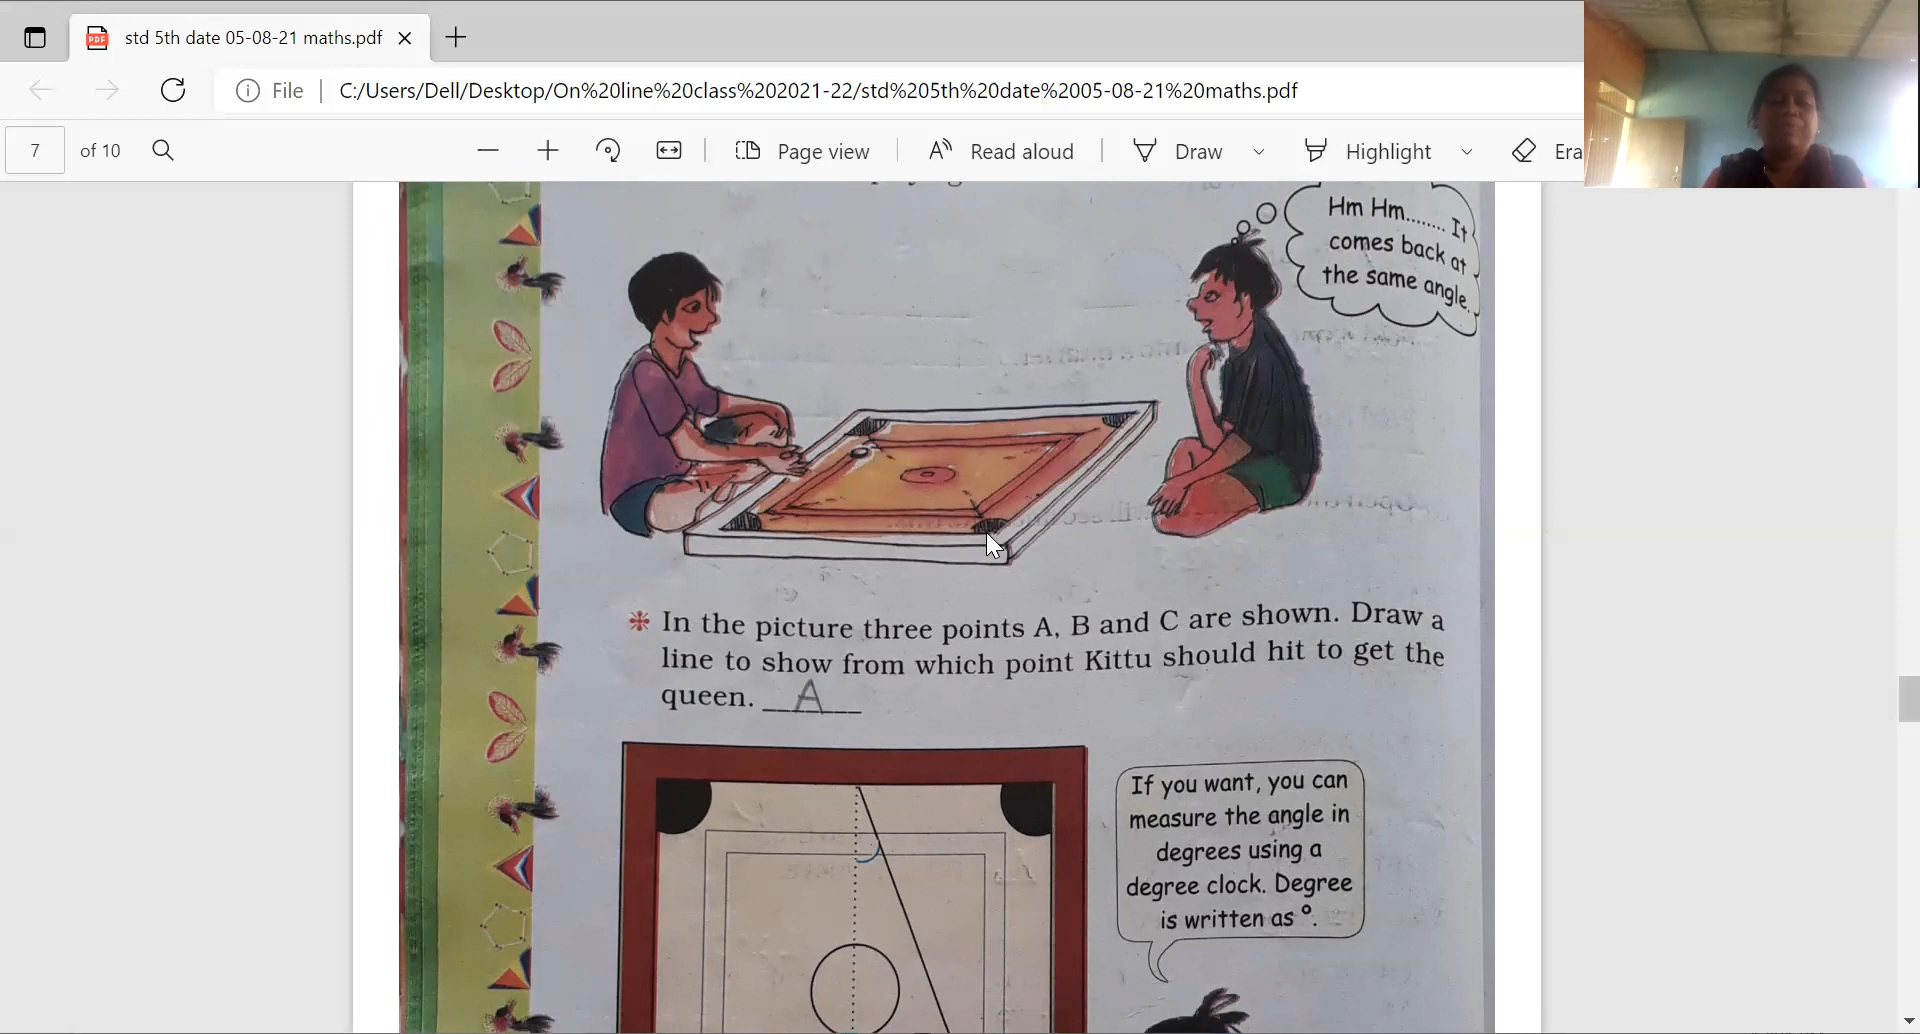 std 5th date 05-08-21 maths.pdf
File
C:/Users/Dell/Desktop/On%20line%20class%202021-22/std%205th%20date%2005-08-21%20maths.pdf
7 of 10
Page view
Read aloud
Draw
Highlight
Era
Hm Hm........ It
comes back at
the same angle.
In the picture three points A, B and C are shown. Draw a
line to show from which point Kittu should hit to get the
queen. A
If you want, you can
measure the angle in
degrees using a
degree clock. Degree
is written as °.